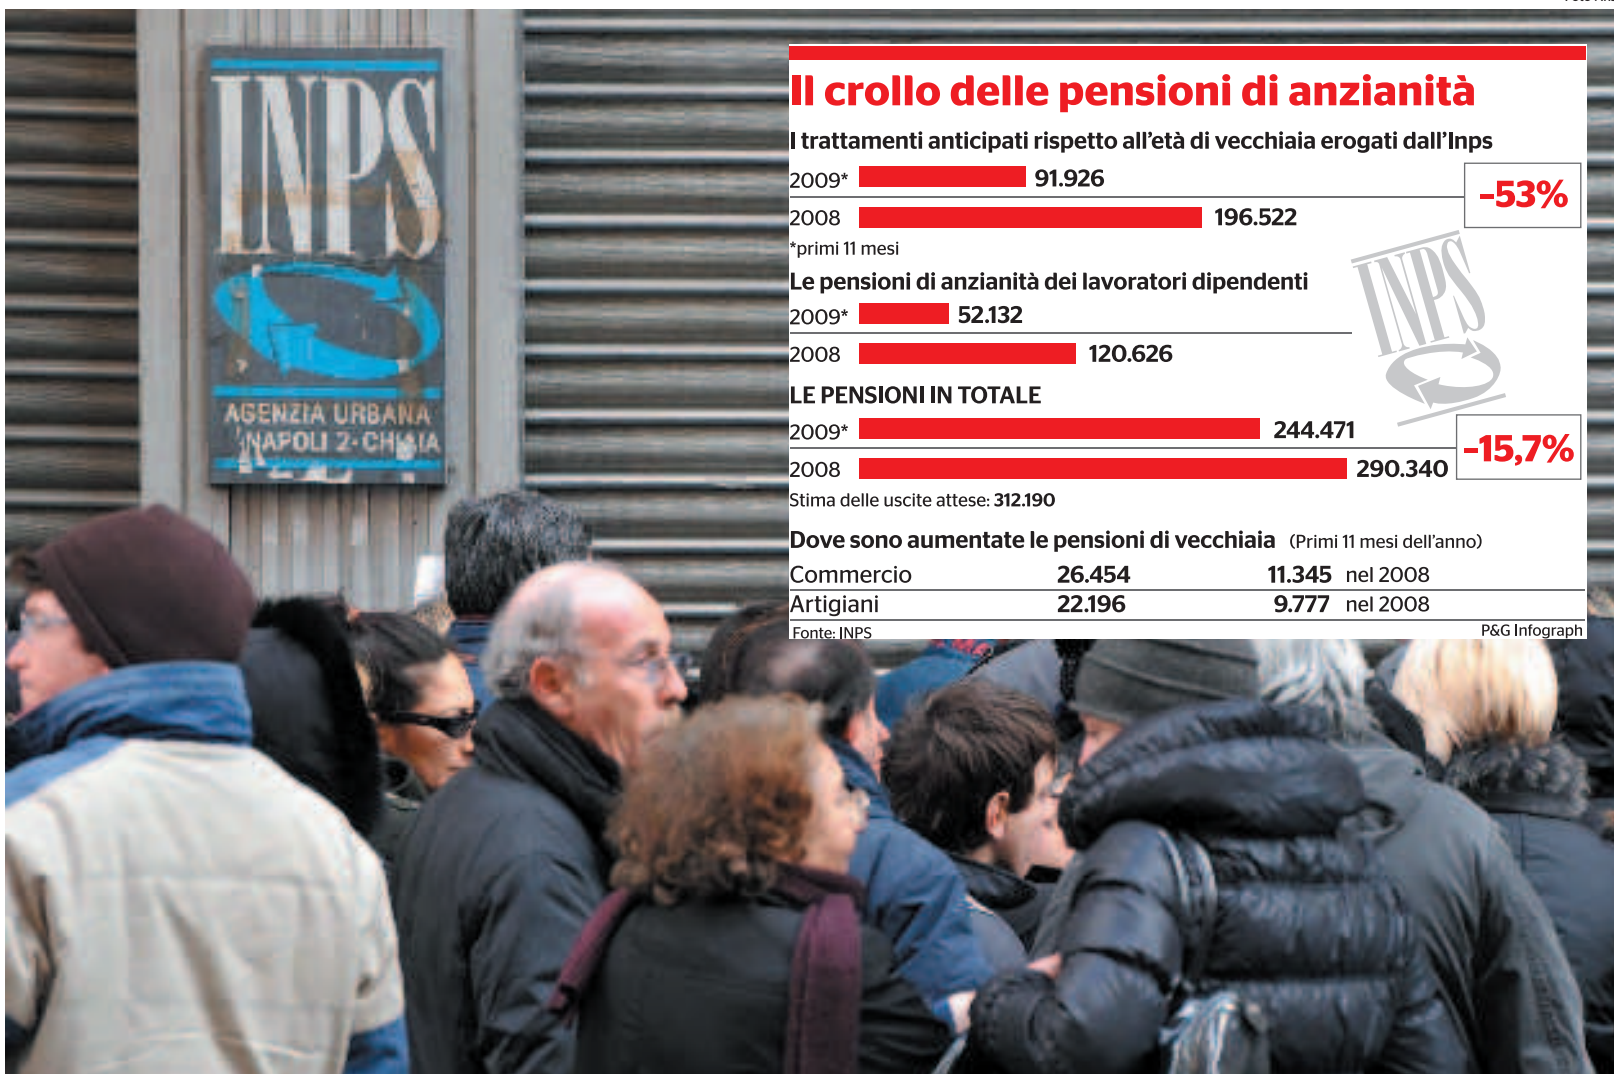 INPS
AGENZIA URBANA
NAPOLI 2-CHIAIA
Il crollo delle pensioni di anzianità
I trattamenti anticipati rispetto all'età di vecchiaia erogati dall'Inps
2009* 91.926
-53%
2008 196.522
*primi 11 mesi
INPS
Le pensioni di anzianità dei lavoratori dipendenti
2009* 52.132
2008 120.626
LE PENSIONI IN TOTALE
2009* 244.471
-15,7%
2008 290.340
Stima delle uscite attese: 312.190
Dove sono aumentate le pensioni di vecchiaia (Primi 11 mesi dell'anno)
Commercio 26.454 11.345 nel 2008
Artigiani 22.196 9.777 nel 2008
Fonte: INPS P&G Infograph